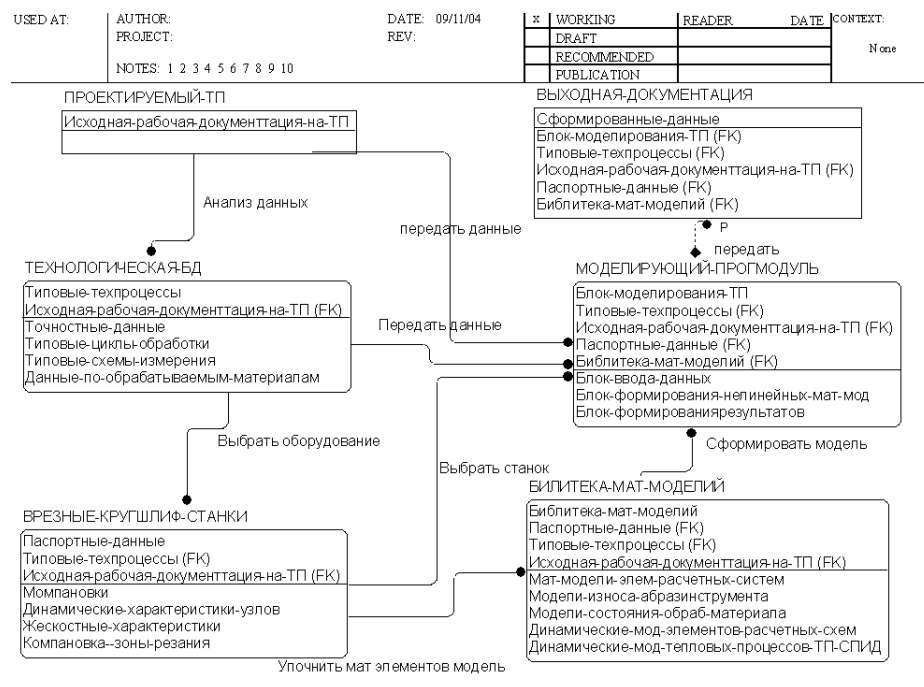 USED AT:
AUTHOR:
DATE: 09/11/04
PROJECT:
REV:
NOTES: 1 2 3 4 5 6 7 8 9 10
x WORKING
DRAFT
RECOMMENDED
PUBLICATION
READER DATE
CONTEXT:
None
ПРОЕКТИРУЕМЫЙ-ТП
Исходная-рабочая-документтация-на-ТП
ВЫХОДНАЯ-ДОКУМЕНТАЦИЯ
Сформированные-данные
Блок-моделирования-ТП (FK)
Типовые-техпроцессы (FK)
Исходная-рабочая-документтация-на-ТП (FK)
Паспортные-данные (FK)
Библитека-мат-моделий (FK)
Анализ данных
передать данные
P
передать
ТЕХНОЛОГИЧЕСКАЯ-БД
Типовые-техпроцессы
Исходная-рабочая-документтация-на-ТП (FK)
Точностные-данные
Типовые-циклы-обработки
Типовые-схемы-измерения
Данные-по-обрабатываемым-материалам
Передать данные
МОДЕЛИРУЮЩИЙ-ПРОГМОДУЛЬ
Блок-моделирования-ТП
Типовые-техпроцессы (FK)
Исходная-рабочая-документтация-на-ТП (FK)
Паспортные-данные (FK)
Библитека-мат-моделий (FK)
Блок-ввода-данных
Блок-формирования-нелинейных-мат-мод
Блок-формированиярезультатов
Выбрать оборудование
Выбрать станок
Сформировать модель
ВРЕЗНЫЕ-КРУГШЛИФ-СТАНКИ
Паспортные-данные
Типовые-техпроцессы (FK)
Исходная-рабочая-документтация-на-ТП (FK)
Момпановки
Динамические-характеристики-узлов
Жескостные-характеристики
Компановка--зоны-резания
БИЛИТЕКА-МАТ-МОДЕЛИЙ
Библитека-мат-моделий
Паспортные-данные (FK)
Типовые-техпроцессы (FK)
Исходная-рабочая-документтация-на-ТП (FK)
Мат-модели-элем-расчетных-систем
Модели-износа-абразинструмента
Модели-состояния-обраб-материала
Динамические-мод-элементов-расчетных-схем
Динамические-мод-тепловых-процессов-ТП-СПИД
Упочнить мат элементов модель